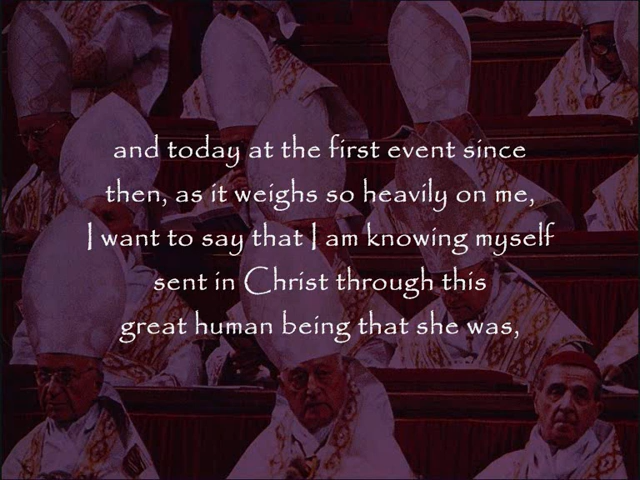 and today at the first event since
then, as it weighs so heavily on me,
I want to say that I am knowing myself
sent in Christ through this
great human being that she was,